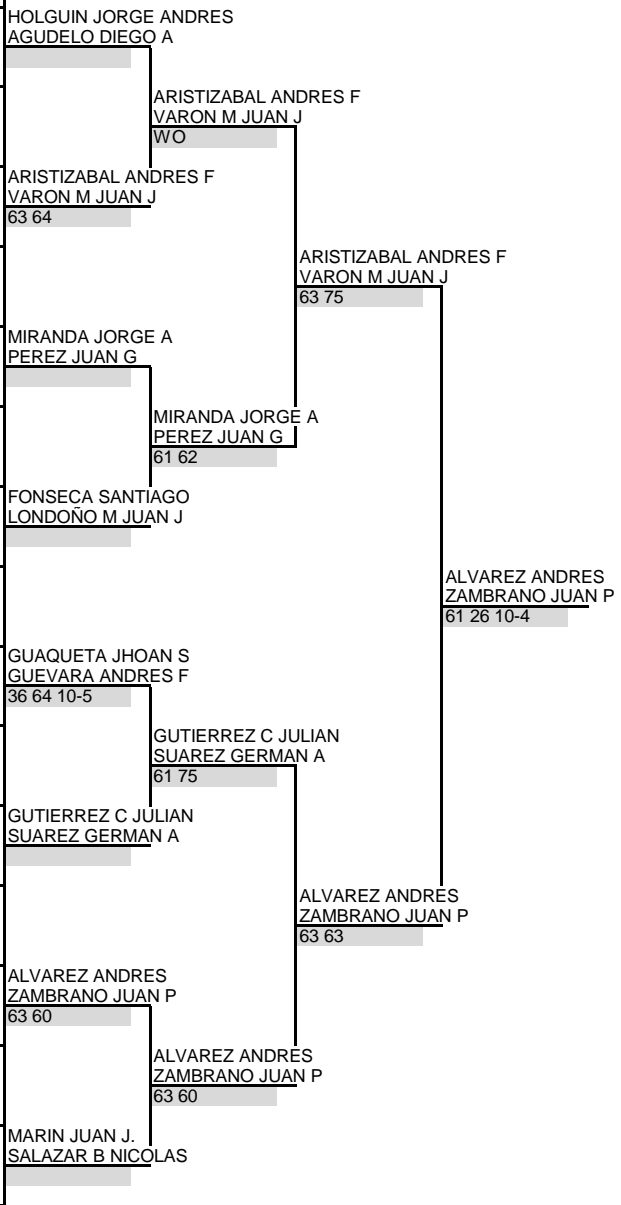 HOLGUIN JORGE ANDRES
AGUDELO DIEGO A
ARISTIZABAL ANDRES F
VARON M JUAN J
WO
ARISTIZABAL ANDRES F
VARON M JUAN J
63 64
ARISTIZABAL ANDRES F
VARON M JUAN J
63 75
MIRANDA JORGE A
PEREZ JUAN G
MIRANDA JORGE A
PEREZ JUAN G
61 62
FONSECA SANTIAGO
LONDOÑO M JUAN J
ALVAREZ ANDRES
ZAMBRANO JUAN P
61 26 10-4
GUAQUETA JHOAN S
GUEVARA ANDRES F
36 64 10-5
GUTIERREZ C JULIAN
SUAREZ GERMAN A
61 75
GUTIERREZ C JULIAN
SUAREZ GERMAN A
ALVAREZ ANDRES
ZAMBRANO JUAN P
63 63
ALVAREZ ANDRES
ZAMBRANO JUAN P
63 60
ALVAREZ ANDRES
ZAMBRANO JUAN P
63 60
MARIN JUAN J.
SALAZAR B NICOLAS